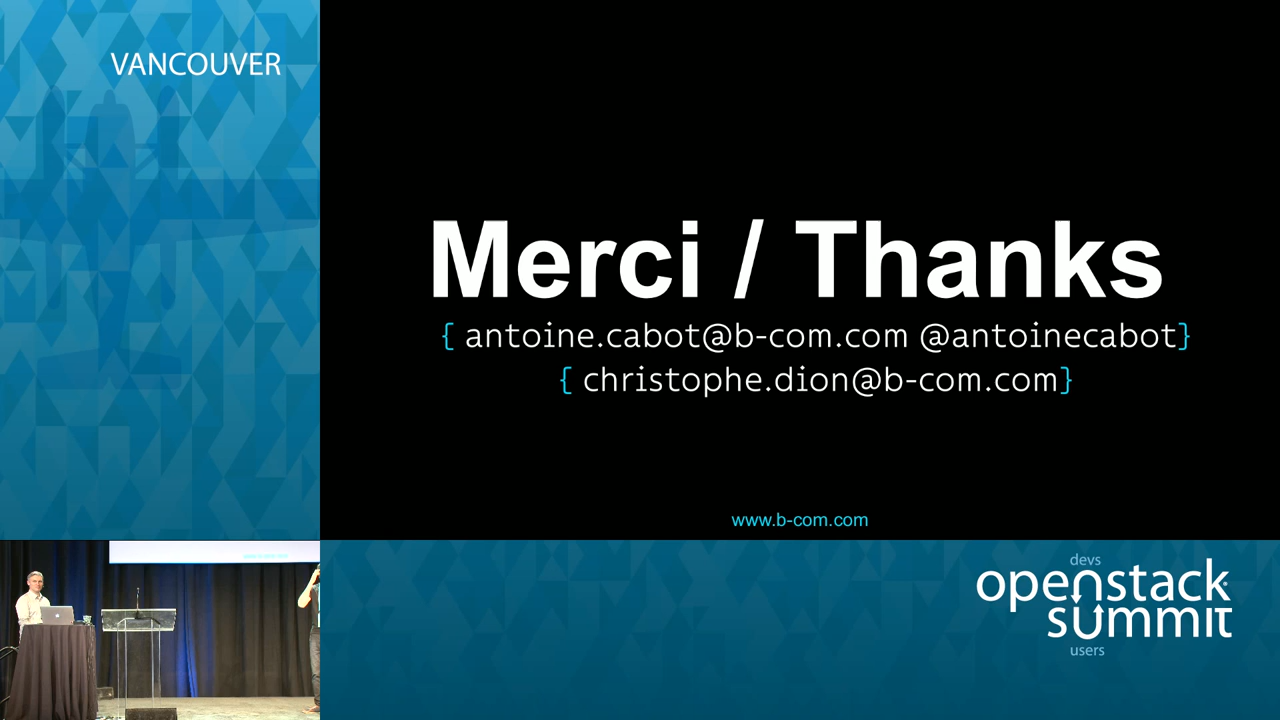 VANCOUVER
Merci / Thanks
{ antoine.cabot@b-com.com @antoinecabot}
{ christophe.dion@b-com.com}
www.b-com.com
devs
openstack
summit
users